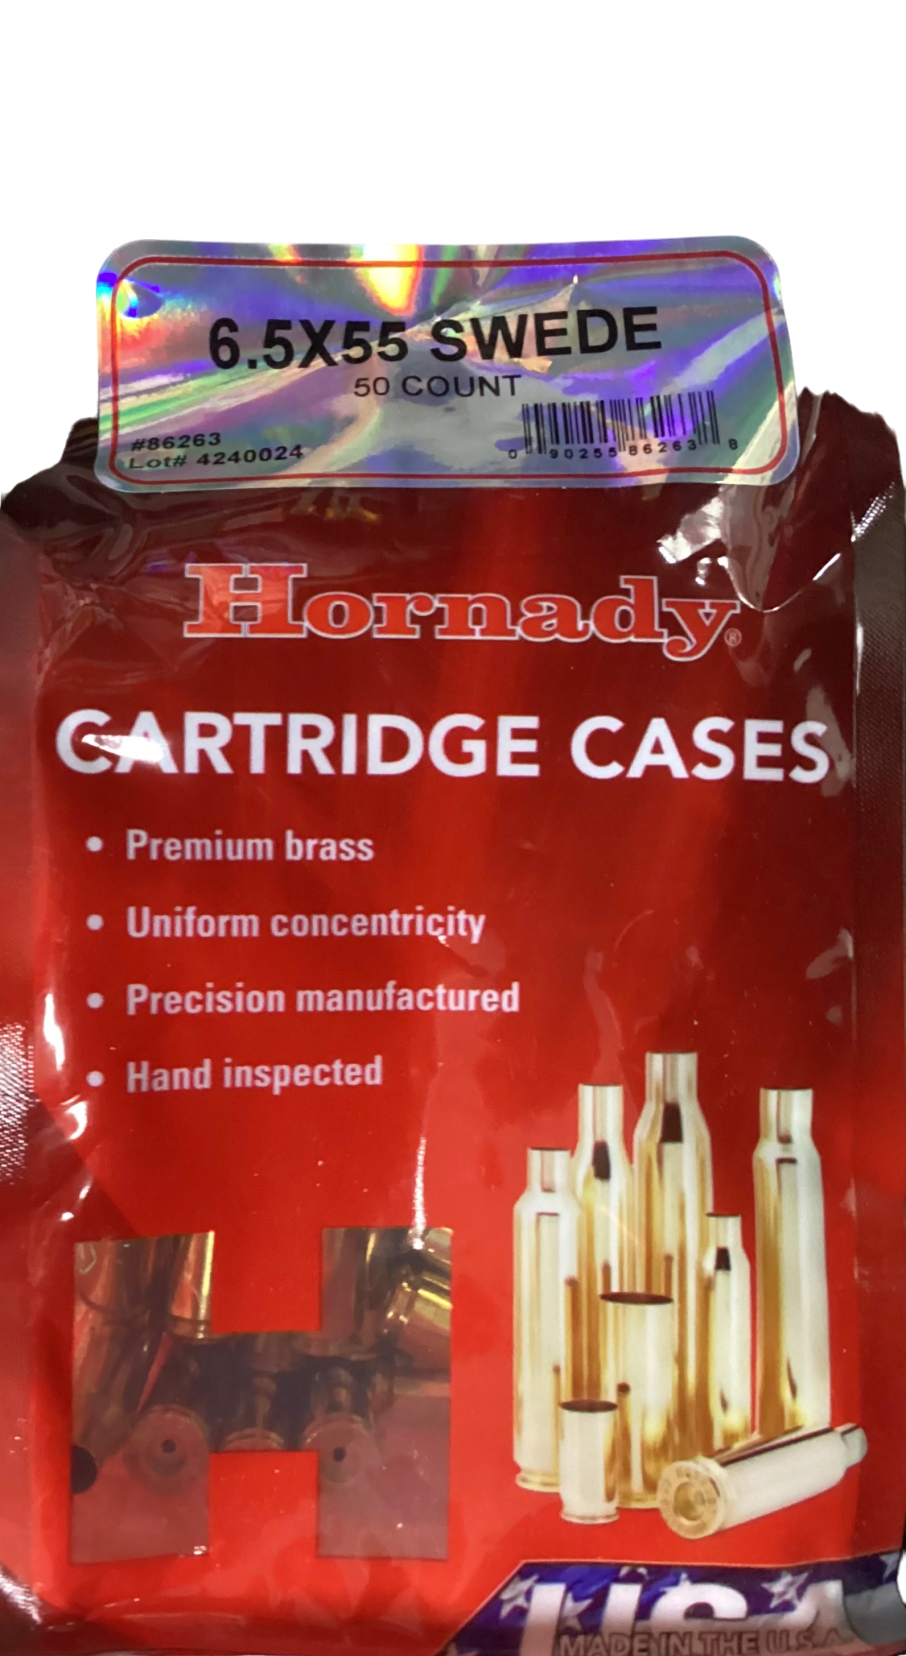 6.5X55 SWEDE
50 COUNT
#86263
Lot# 4240024
0 90255 86263 8
Hornady®
CARTRIDGE CASES
• Premium brass
• Uniform concentricity
• Precision manufactured
• Hand inspected
USA
MADE IN THE U.S.A.